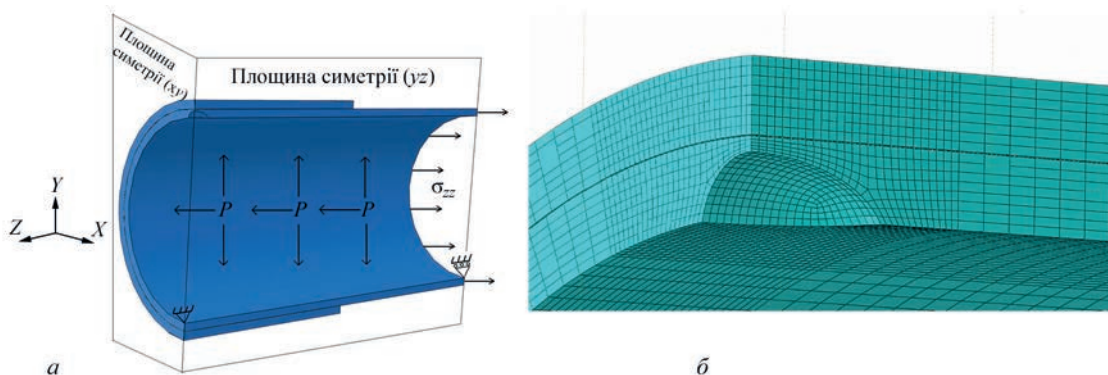 Площина
симетрії (xy)
Площина симетрії (yz)
P P P
σzz
Y
Z X
а б